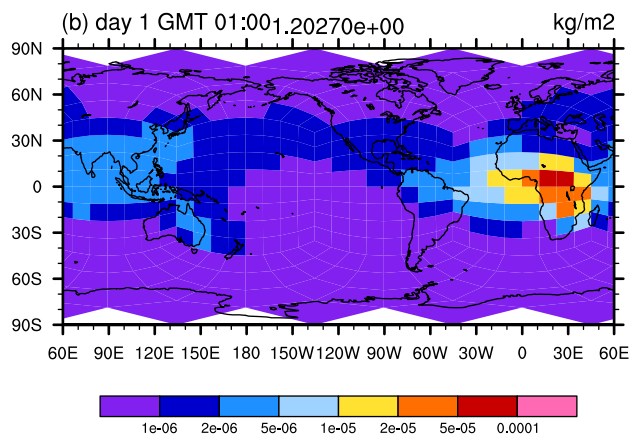 (b) day 1 GMT 01:00 1.20270e+00 kg/m2
90N
60N
30N
0
30S
60S
90S
60E 90E 120E 150E 180 150W 120W 90W 60W 30W 0 30E 60E
1e-06 2e-06 5e-06 1e-05 2e-05 5e-05 0.0001